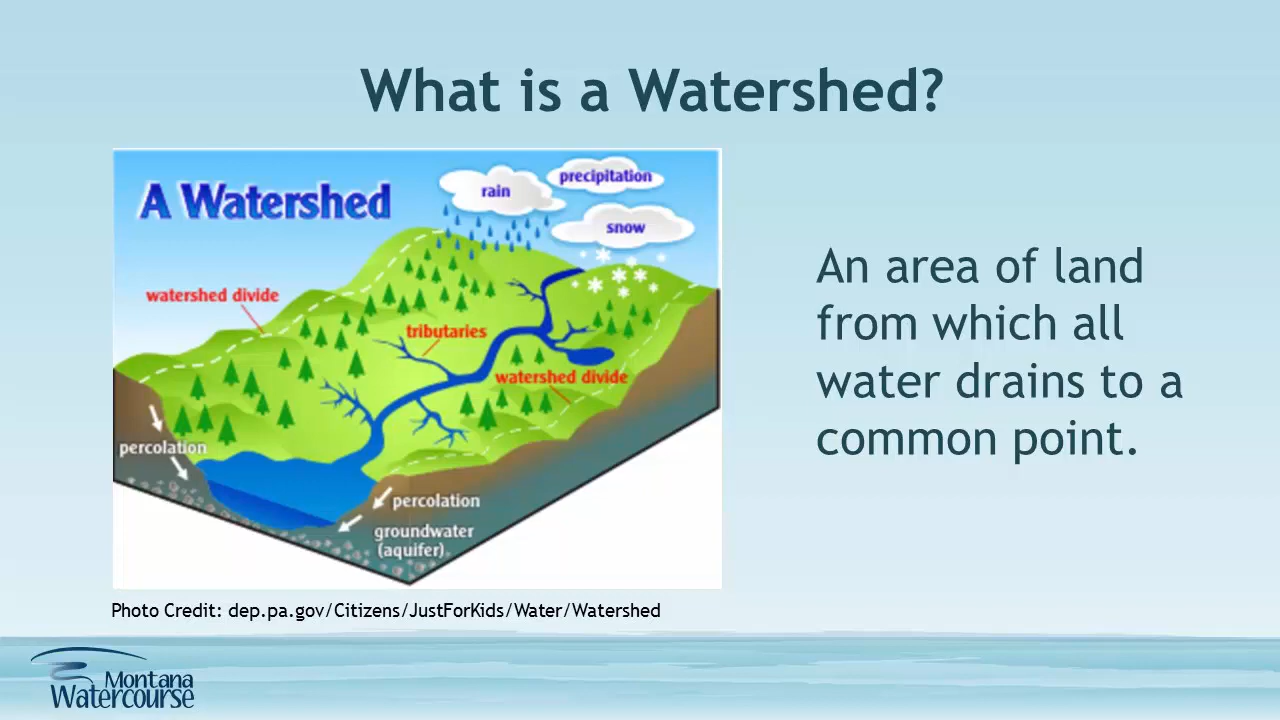 What is a Watershed?
A Watershed
rain
precipitation
snow
watershed divide
tributaries
watershed divide
percolation
percolation
groundwater
(aquifer)
An area of land
from which all
water drains to a
common point.
Photo Credit: dep.pa.gov/Citizens/JustForKids/Water/Watershed
Montana
Watercourse